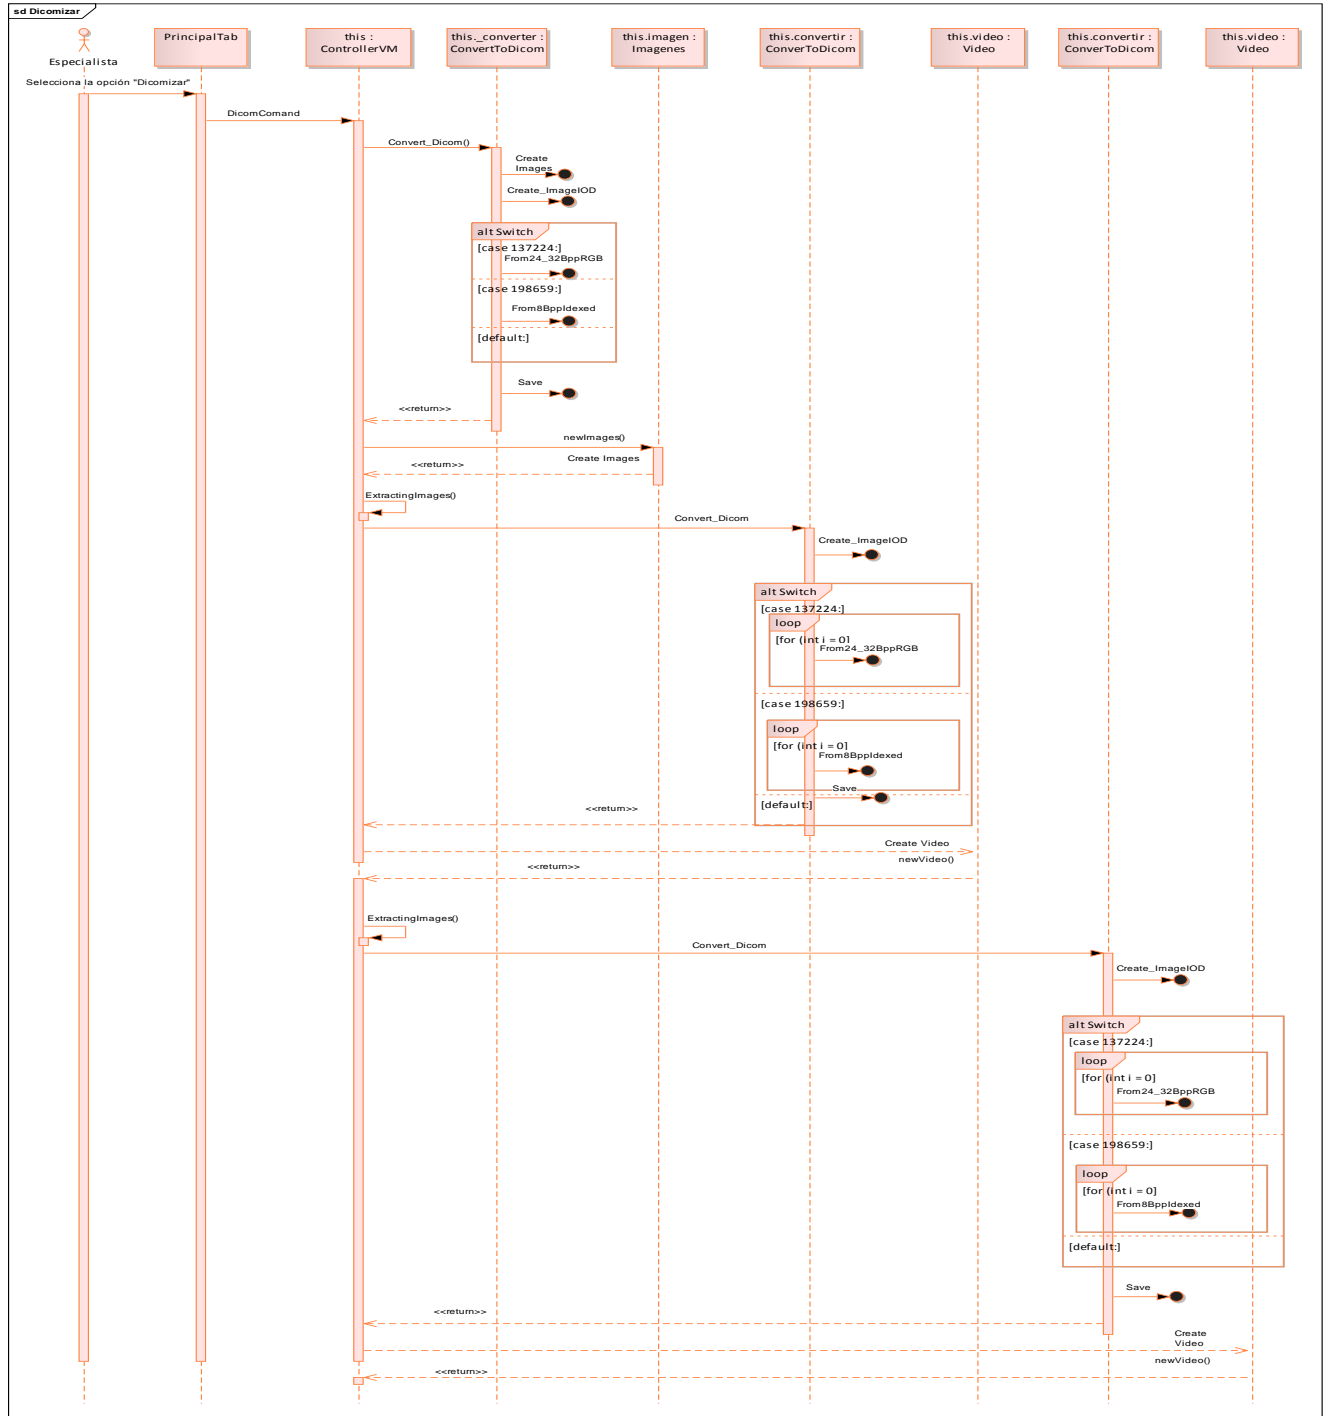 sd Dicomizar
Especialista
PrincipalTab
this :
ControllerVM
this._converter :
ConvertToDicom
this.imagen :
Imagenes
this.convertir :
ConverToDicom
this.video :
Video
this.convertir :
ConverToDicom
this.video :
Video
Selecciona la opción "Dicomizar"
DicomComand
Convert_Dicom()
Create
Images
Create_ImageIOD
alt Switch
[case 137224:]
From24_32BppRGB
[case 198659:]
From8BppIdexed
[default:]
Save
<<return>>
newImages()
Create Images
<<return>>
ExtractingImages()
Convert_Dicom
Create_ImageIOD
alt Switch
[case 137224:]
loop
[for (int i = 0]
From24_32BppRGB
[case 198659:]
loop
[for (int i = 0]
From8BppIdexed
Save
[default:]
<<return>>
Create Video
newVideo()
<<return>>
ExtractingImages()
Convert_Dicom
Create_ImageIOD
alt Switch
[case 137224:]
loop
[for (int i = 0]
From24_32BppRGB
[case 198659:]
loop
[for (int i = 0]
From8BppIdexed
[default:]
Save
<<return>>
Create
Video
newVideo()
<<return>>